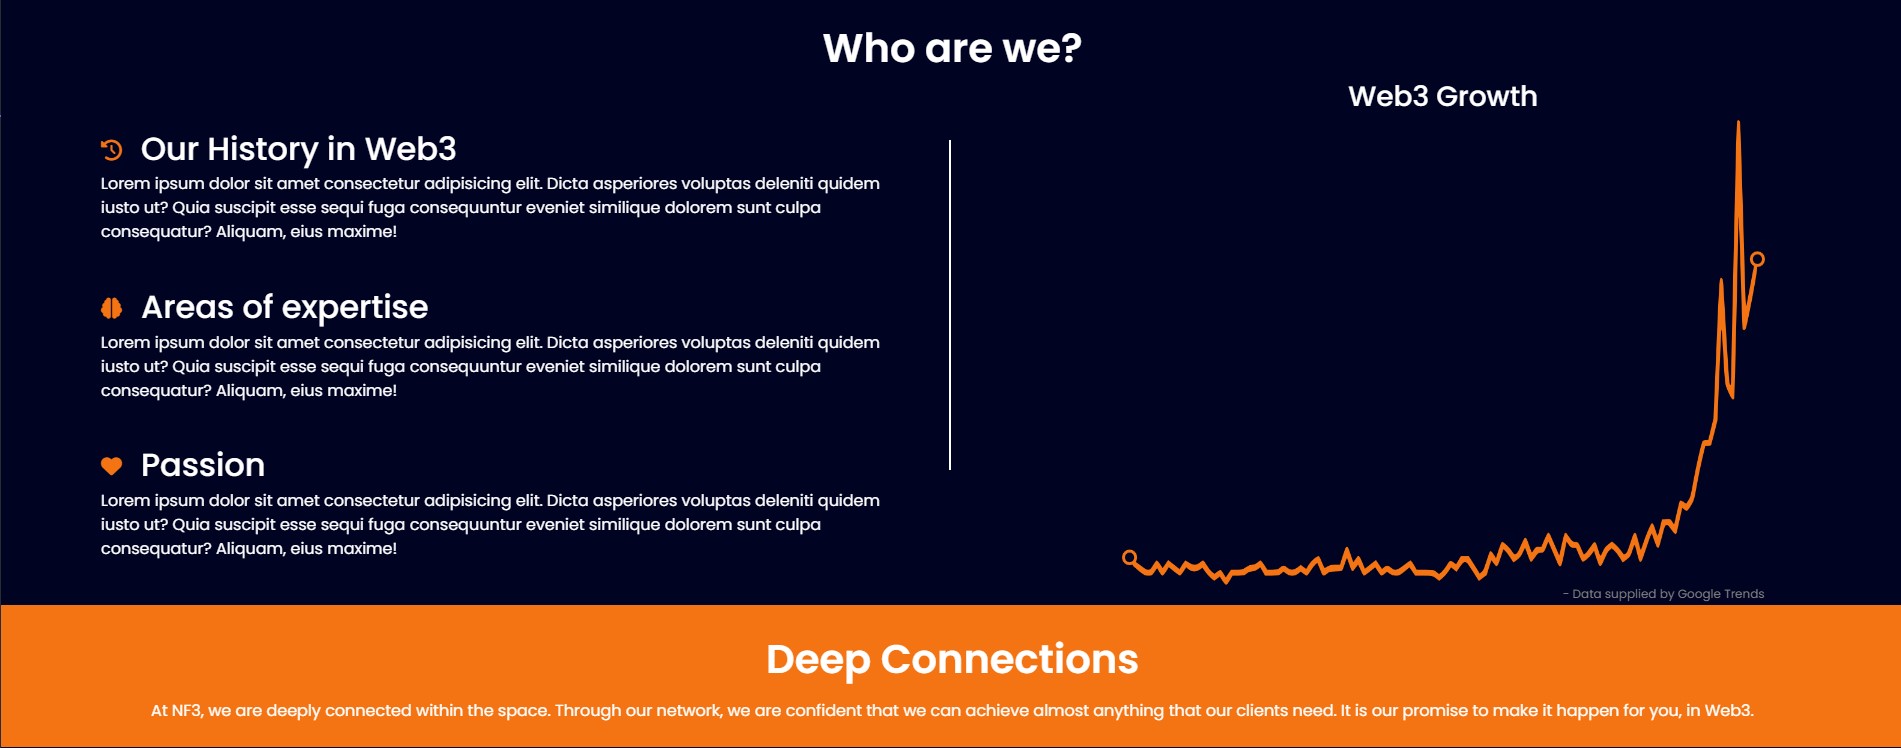 Who are we?
Our History in Web3
Lorem ipsum dolor sit amet consectetur adipisicing elit. Dicta asperiores voluptas deleniti quidem
iusto ut? Quia suscipit esse sequi fuga consequuntur eveniet similique dolorem sunt culpa
consequatur? Aliquam, eius maxime!
Areas of expertise
Lorem ipsum dolor sit amet consectetur adipisicing elit. Dicta asperiores voluptas deleniti quidem
iusto ut? Quia suscipit esse sequi fuga consequuntur eveniet similique dolorem sunt culpa
consequatur? Aliquam, eius maxime!
Passion
Lorem ipsum dolor sit amet consectetur adipisicing elit. Dicta asperiores voluptas deleniti quidem
iusto ut? Quia suscipit esse sequi fuga consequuntur eveniet similique dolorem sunt culpa
consequatur? Aliquam, eius maxime!
Web3 Growth
- Data supplied by Google Trends
Deep Connections
At NF3, we are deeply connected within the space. Through our network, we are confident that we can achieve almost anything that our clients need. It is our promise to make it happen for you, in Web3.